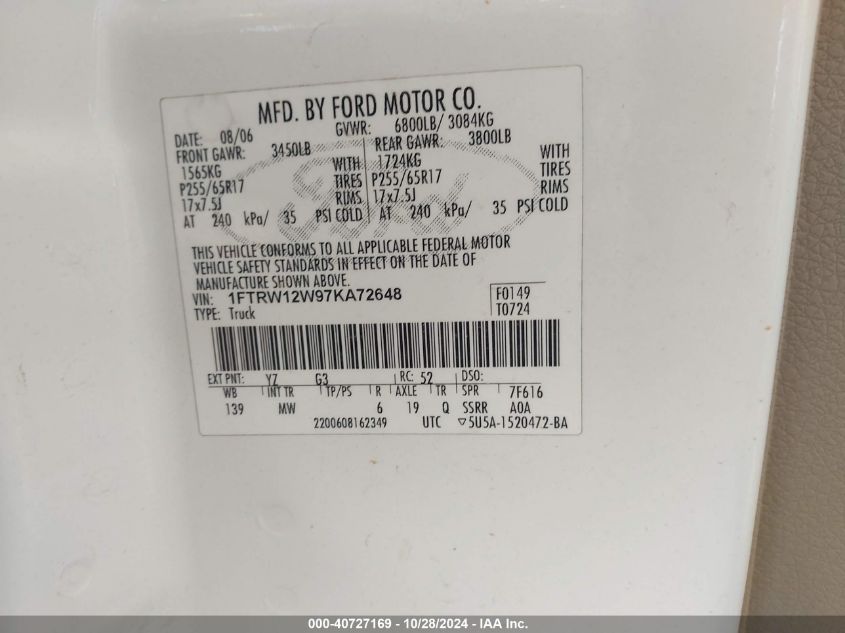 MFD. BY FORD MOTOR CO.
DATE: 08/06 GVWR: 6800LB/ 3084KG
FRONT GAWR: 3450LB REAR GAWR: 3800LB
1565KG WITH 1724KG WITH
P255/65R17 TIRES P255/65R17 TIRES
17x7.5J RIMS 17x7.5J RIMS
AT 240 kPa/ 35 PSI COLD AT 240 kPa/ 35 PSI COLD
Ford
THIS VEHICLE CONFORMS TO ALL APPLICABLE FEDERAL MOTOR
VEHICLE SAFETY STANDARDS IN EFFECT ON THE DATE OF
MANUFACTURE SHOWN ABOVE.
VIN: 1FTRW12W97KA72648 F0149
TYPE: Truck T0724
EXT PNT: YZ G3 RC: 52 DSO:
WB INT TR TP/PS R AXLE TR SPR 7F616
139 MW 6 19 Q SSRR A0A
2200608162349 UTC ▽5U5A-1520472-BA
000-40727169 - 10/28/2024 - IAA Inc.